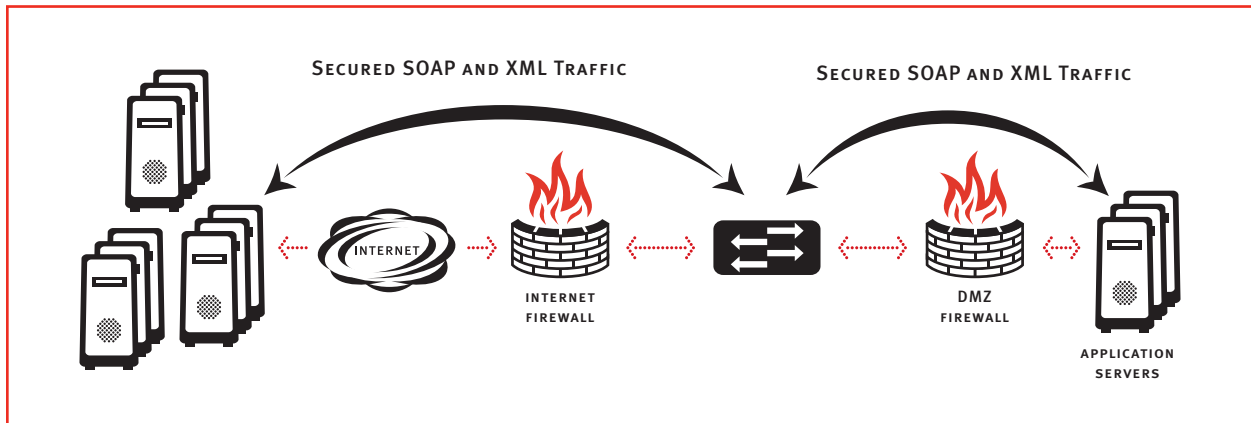 SECURED SOAP AND XML TRAFFIC
SECURED SOAP AND XML TRAFFIC
INTERNET
INTERNET
FIREWALL
DMZ
FIREWALL
APPLICATION
SERVERS